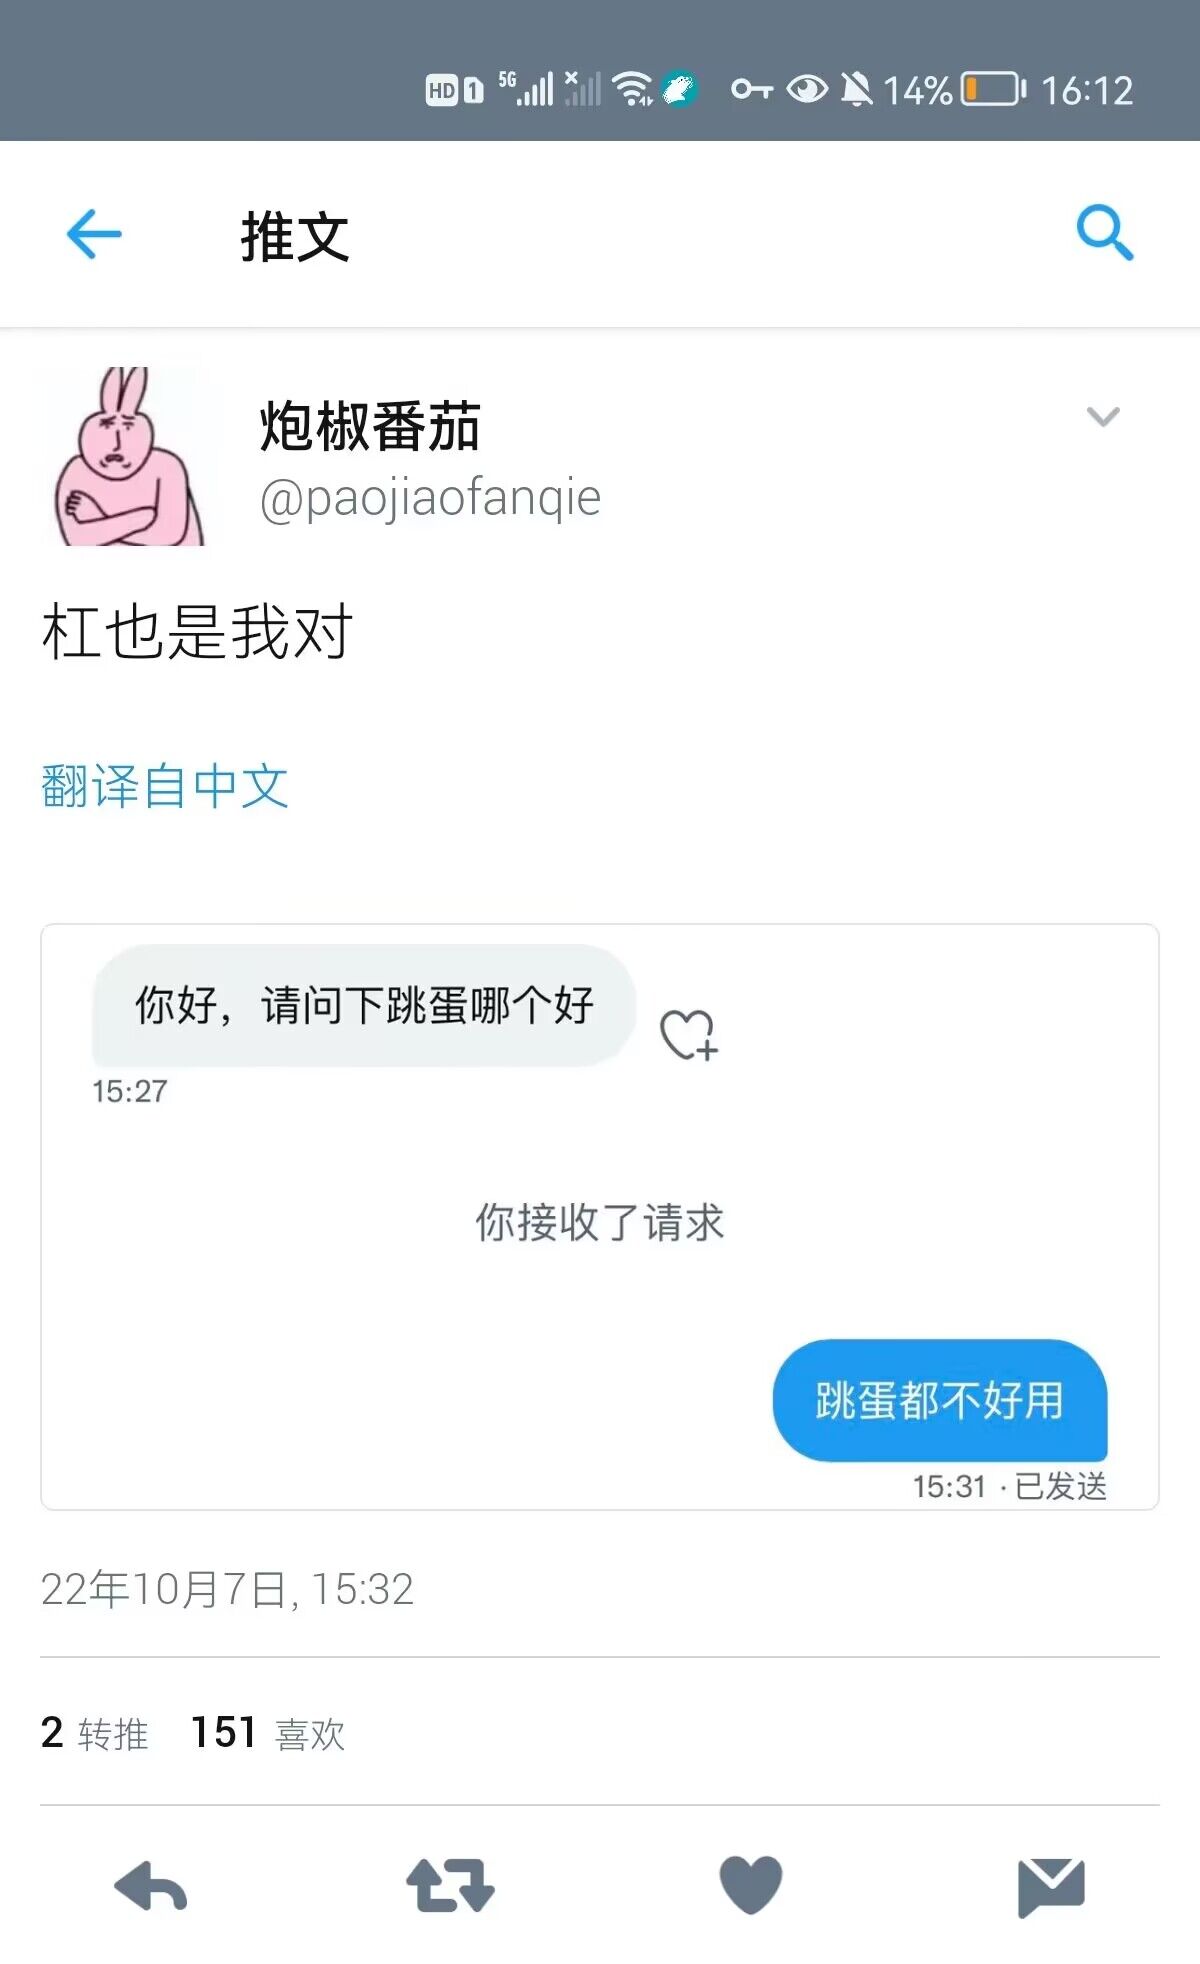 HD 1 5G 14% 16:12
推文
炮椒番茄
@paojiaofanqie
杠也是我对
翻译自中文
你好，请问下跳蛋哪个好
15:27
你接收了请求
跳蛋都不好用
15:31 · 已发送
22年10月7日, 15:32
2 转推 151 喜欢